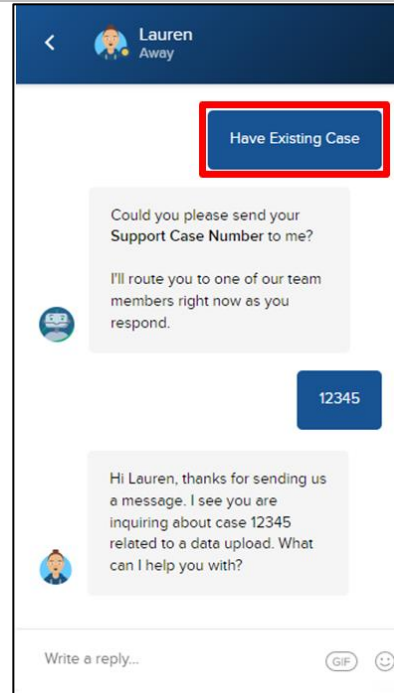 Lauren
Away
Have Existing Case
Could you please send your
Support Case Number to me?
I'll route you to one of our team
members right now as you
respond.
12345
Hi Lauren, thanks for sending us
a message. I see you are
inquiring about case 12345
related to a data upload. What
can I help you with?
Write a reply...
GIF